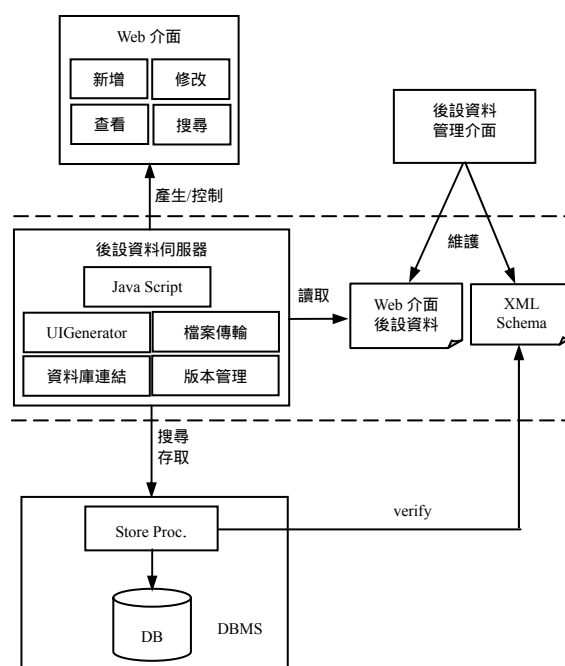 Web 介面
新增
修改
查看
搜尋
後設資料
管理介面
產生/控制
維護
後設資料伺服器
Java Script
UIGenerator
檔案傳輸
資料庫連結
版本管理
讀取
Web 介面
後設資料
XML
Schema
搜尋
存取
Store Proc.
verify
DB
DBMS